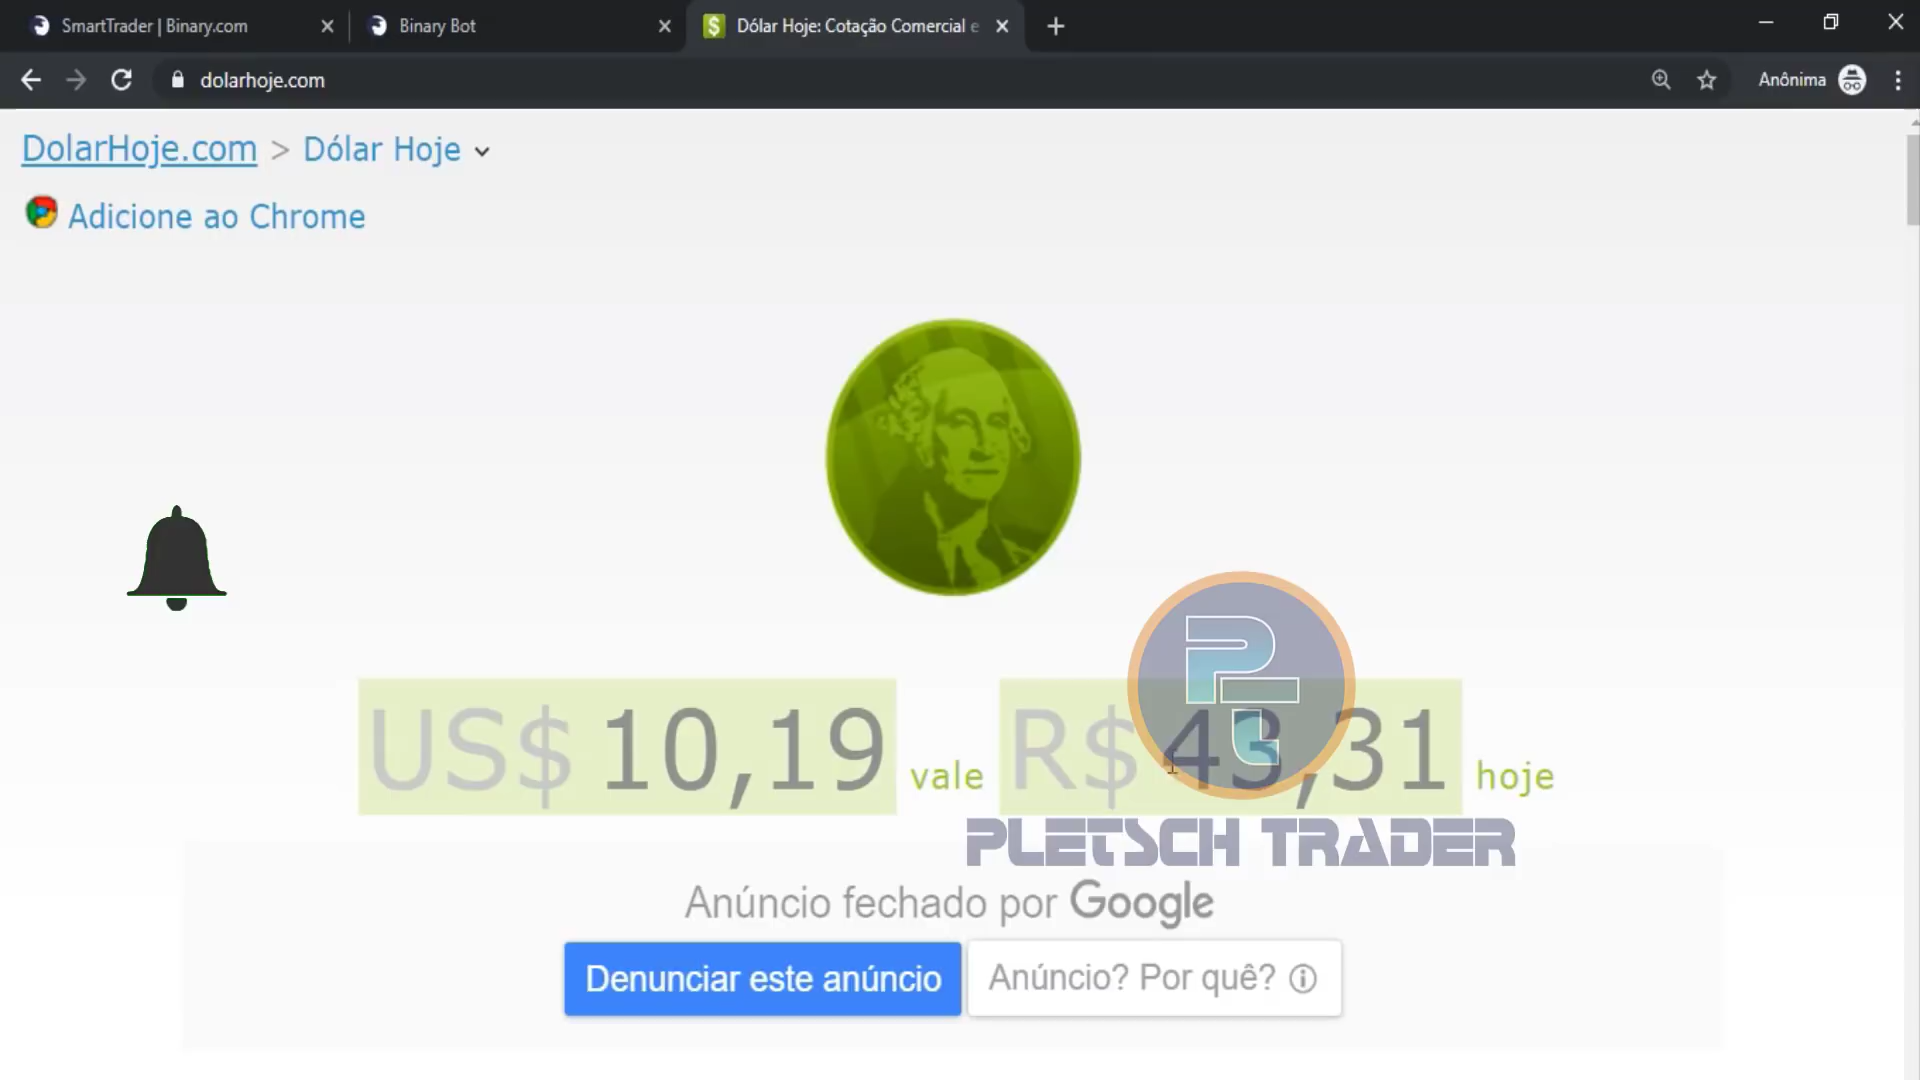 SmartTrader | Binary.com
Binary Bot
Dólar Hoje: Cotação Comercial e
dolarhoje.com
Anônima
DolarHoje.com > Dólar Hoje
Adicione ao Chrome
US$ 10,19 vale R$ 43,31 hoje
PLETSCH TRADER
Anúncio fechado por Google
Denunciar este anúncio
Anúncio? Por quê?